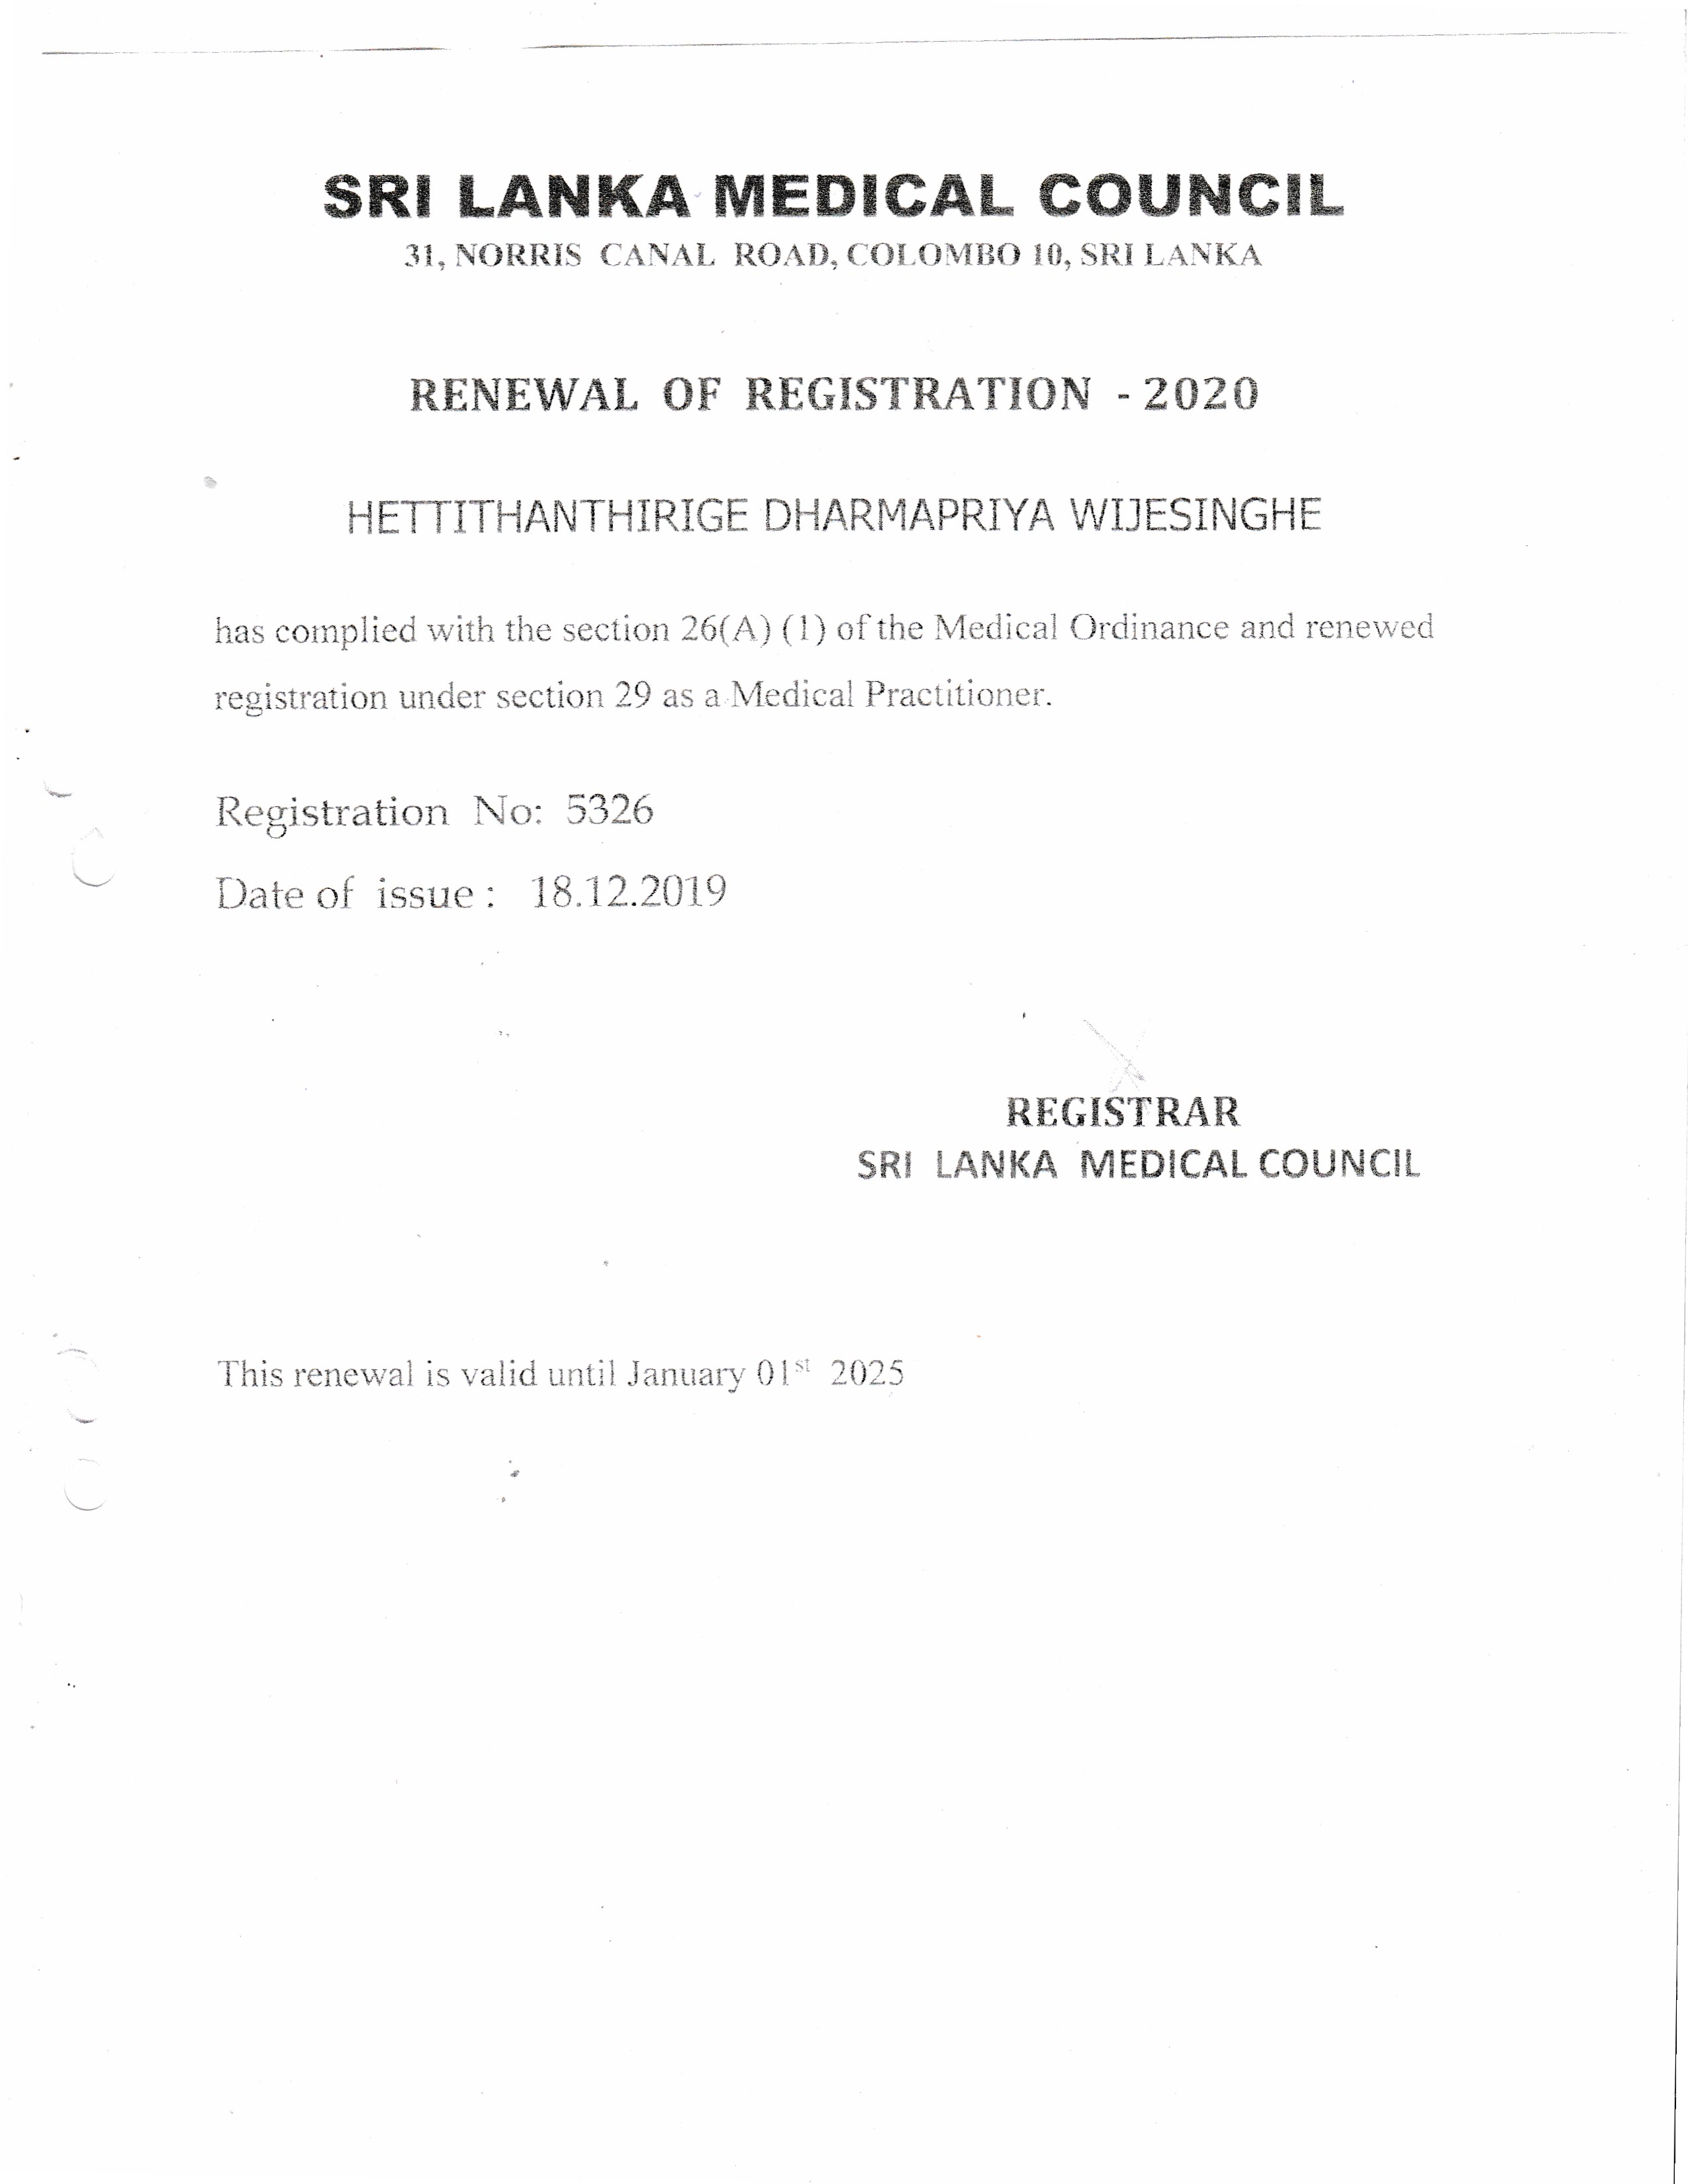 SRI LANKA MEDICAL COUNCIL
31, NORRIS CANAL ROAD, COLOMBO 10, SRI LANKA
RENEWAL OF REGISTRATION - 2020
HETTITHANTHIRIGE DHARMAPRIYA WIJESINGHE
has complied with the section 26(A) (1) of the Medical Ordinance and renewed
registration under section 29 as a Medical Practitioner.
Registration No: 5326
Date of issue : 18.12.2019
REGISTRAR
SRI LANKA MEDICAL COUNCIL
This renewal is valid until January 01st 2025